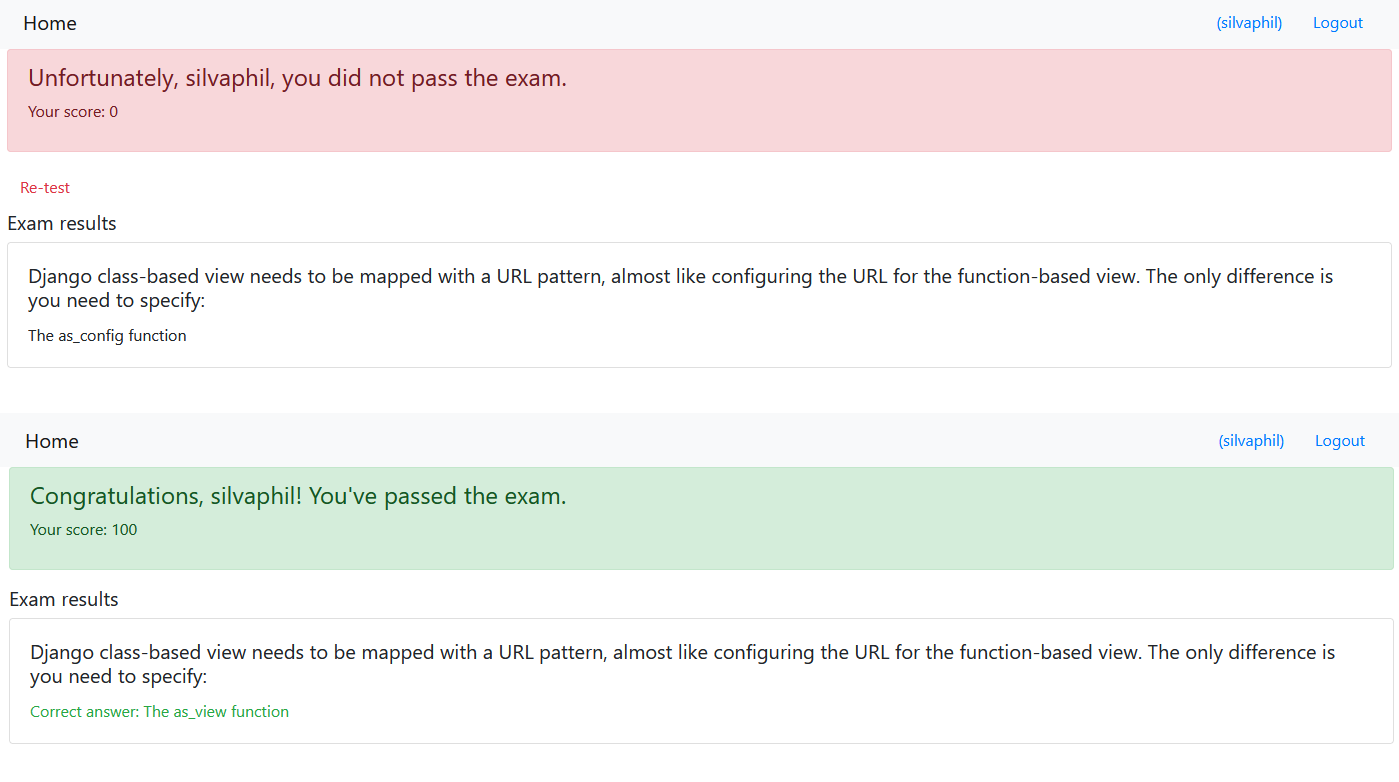 Home
(silvaphil)
Logout
Unfortunately, silvaphil, you did not pass the exam.
Your score: 0
Re-test
Exam results
Django class-based view needs to be mapped with a URL pattern, almost like configuring the URL for the function-based view. The only difference is
you need to specify:
The as_config function
Home
(silvaphil)
Logout
Congratulations, silvaphil! You've passed the exam.
Your score: 100
Exam results
Django class-based view needs to be mapped with a URL pattern, almost like configuring the URL for the function-based view. The only difference is
you need to specify:
Correct answer: The as_view function